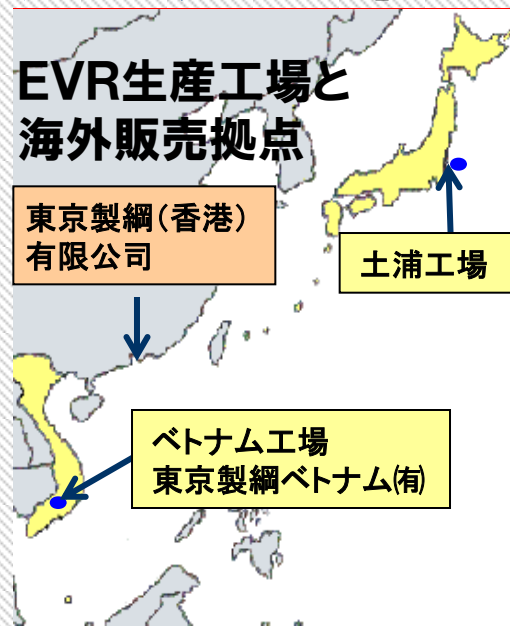 EVR生産工場と
海外販売拠点
東京製綱(香港)
有限公司
土浦工場
ベトナム工場
東京製綱ベトナム㈲